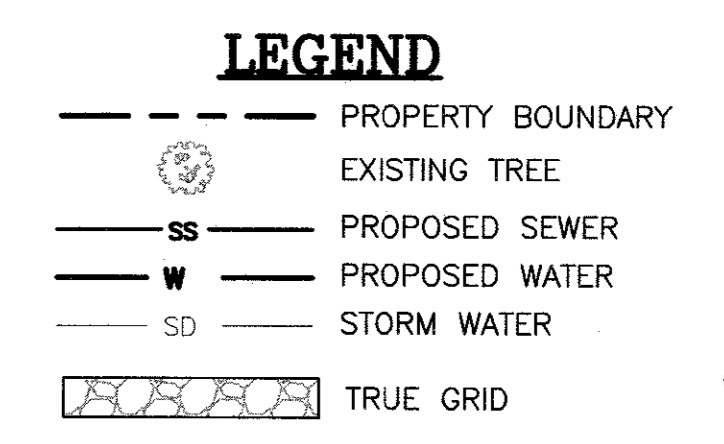 LEGEND
PROPERTY BOUNDARY
EXISTING TREE
SS PROPOSED SEWER
W PROPOSED WATER
SD STORM WATER
TRUE GRID